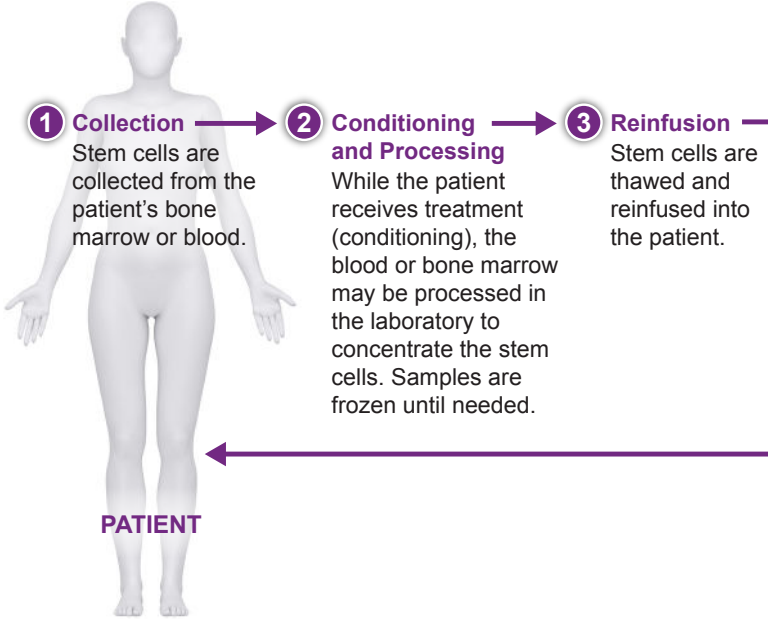 1 Collection
Stem cells are
collected from the
patient’s bone
marrow or blood.
2 Conditioning
and Processing
While the patient
receives treatment
(conditioning), the
blood or bone marrow
may be processed in
the laboratory to
concentrate the stem
cells. Samples are
frozen until needed.
3 Reinfusion
Stem cells are
thawed and
reinfused into
the patient.
PATIENT